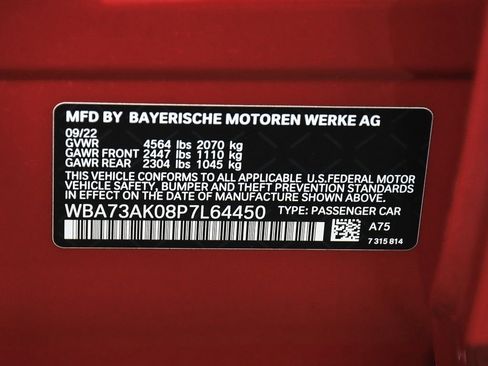 MFD BY BAYERISCHE MOTOREN WERKE AG
09/22
GVWR 4564 lbs 2070 kg
GAWR FRONT 2447 lbs 1110 kg
GAWR REAR 2304 lbs 1045 kg
THIS VEHICLE CONFORMS TO ALL APPLICABLE U.S. FEDERAL MOTOR
VEHICLE SAFETY, BUMPER AND THEFT PREVENTION STANDARDS
IN EFFECT ON THE DATE OF MANUFACTURE SHOWN ABOVE.
WBA73AK08P7L64450 TYPE: PASSENGER CAR
A75
7 315 814